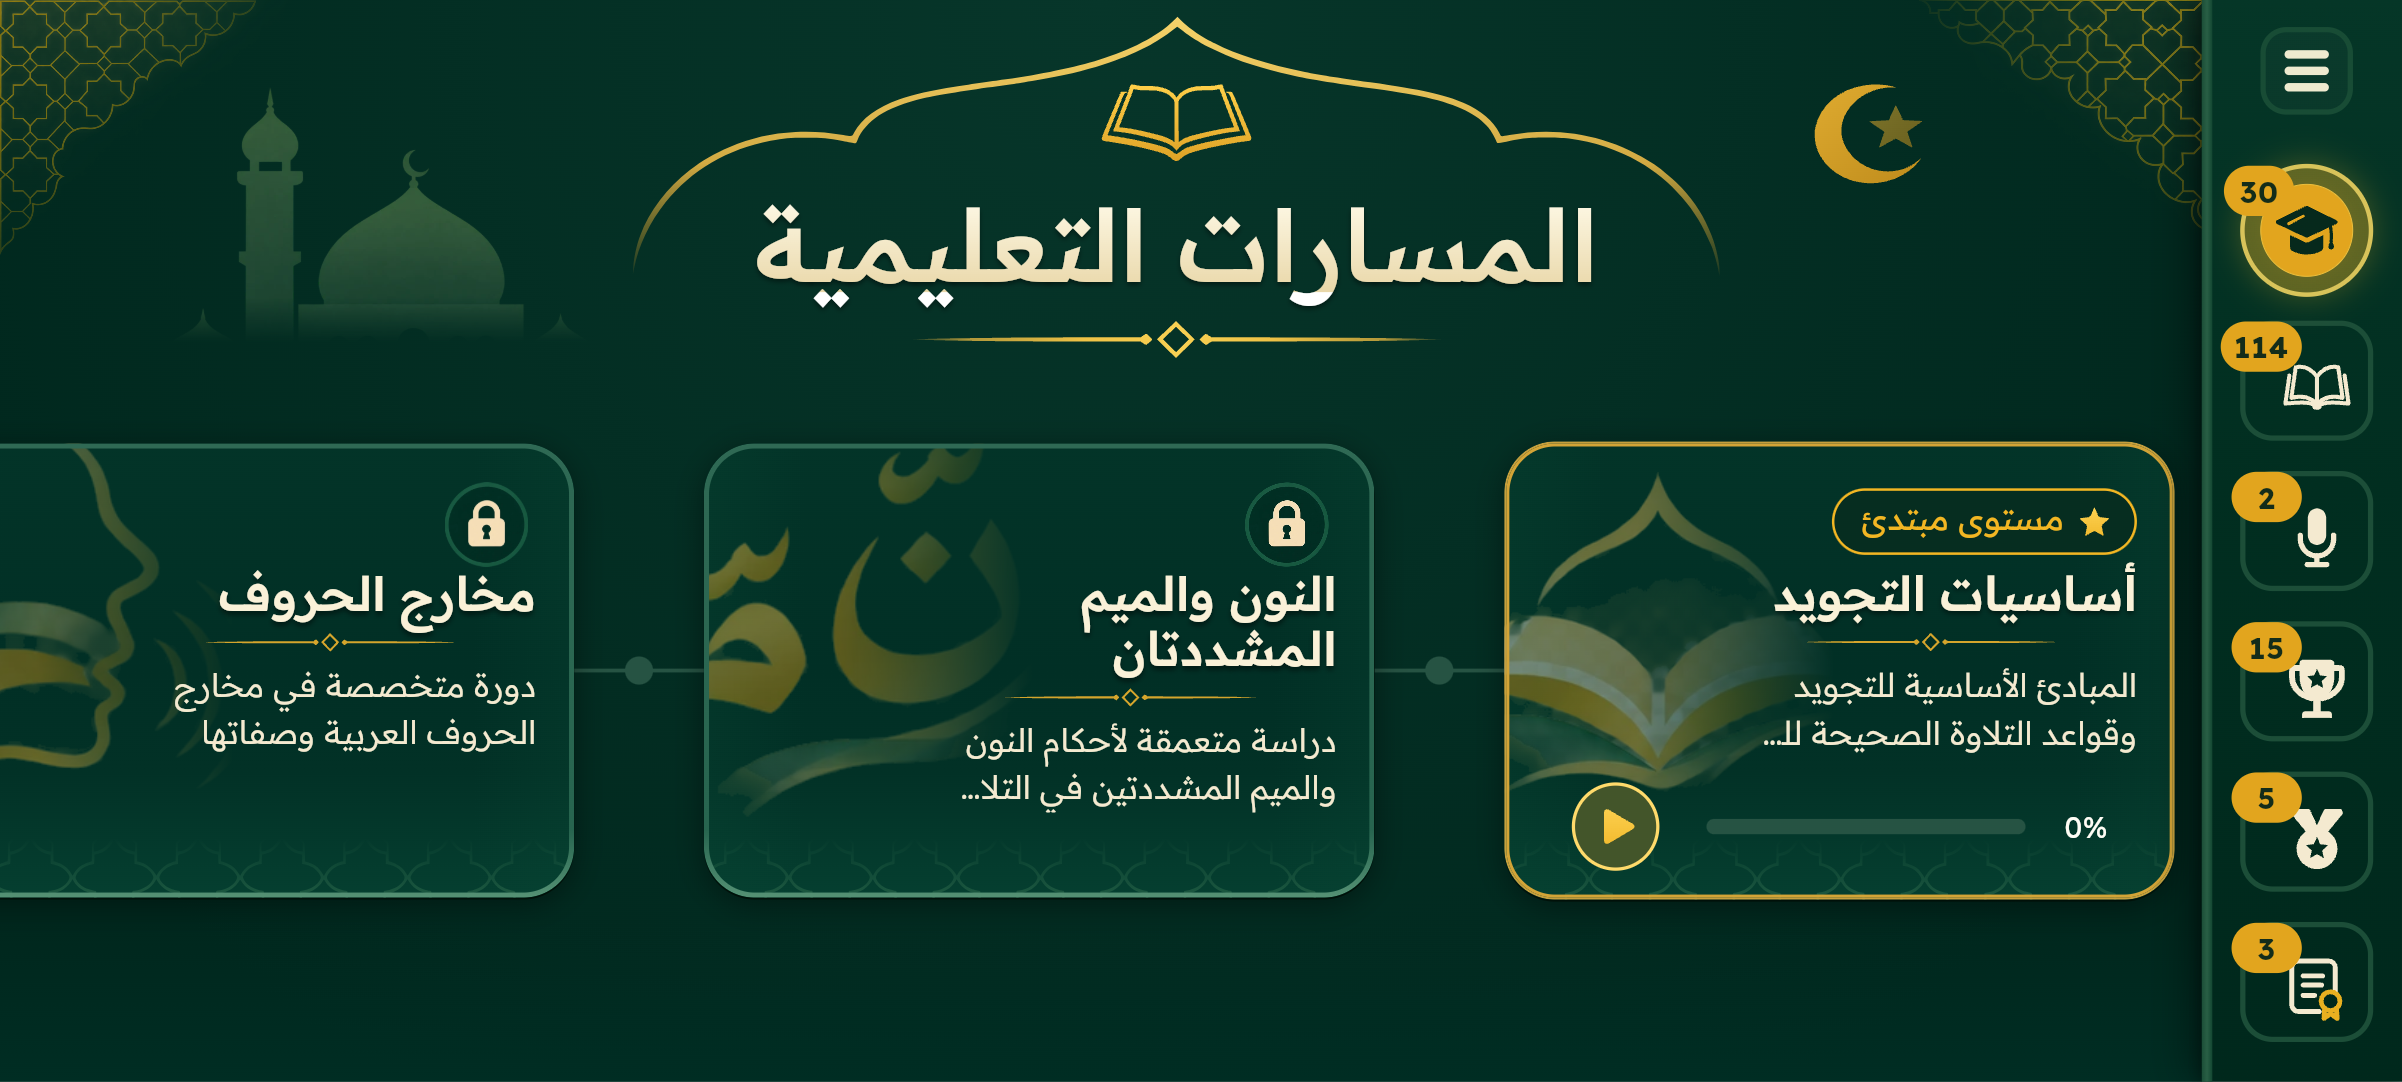 المسارات التعليمية
مستوى مبتدئ
أساسيات التجويد
المبادئ الأساسية للتجويد
وقواعد التلاوة الصحيحة للـ...
0%
النون والميم
المشددتان
دراسة متعمقة لأحكام النون
والميم المشددتين في التلا...
مخارج الحروف
دورة متخصصة في مخارج
الحروف العربية وصفاتها
30
114
2
15
5
3